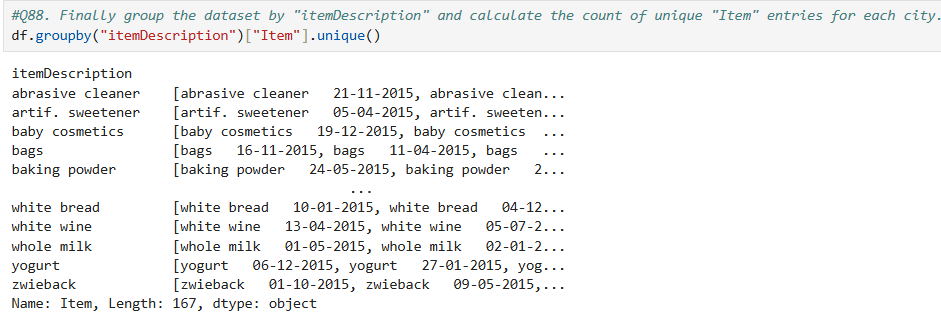 #Q88. Finally group the dataset by "itemDescription" and calculate the count of unique "Item" entries for each city.
df.groupby("itemDescription")["Item"].unique()
itemDescription
abrasive cleaner    [abrasive cleaner   21-11-2015, abrasive clean...
artif. sweetener    [artif. sweetener   05-04-2015, artif. sweeten...
baby cosmetics      [baby cosmetics   19-12-2015, baby cosmetics  ...
bags                [bags   16-11-2015, bags   11-04-2015, bags   ...
baking powder       [baking powder   24-05-2015, baking powder   2...
...
white bread         [white bread   10-01-2015, white bread   04-12...
white wine          [white wine   13-04-2015, white wine   05-07-2...
whole milk          [whole milk   01-05-2015, whole milk   02-01-2...
yogurt              [yogurt   06-12-2015, yogurt   27-01-2015, yog...
zwieback            [zwieback   01-10-2015, zwieback   09-05-2015,...
Name: Item, Length: 167, dtype: object